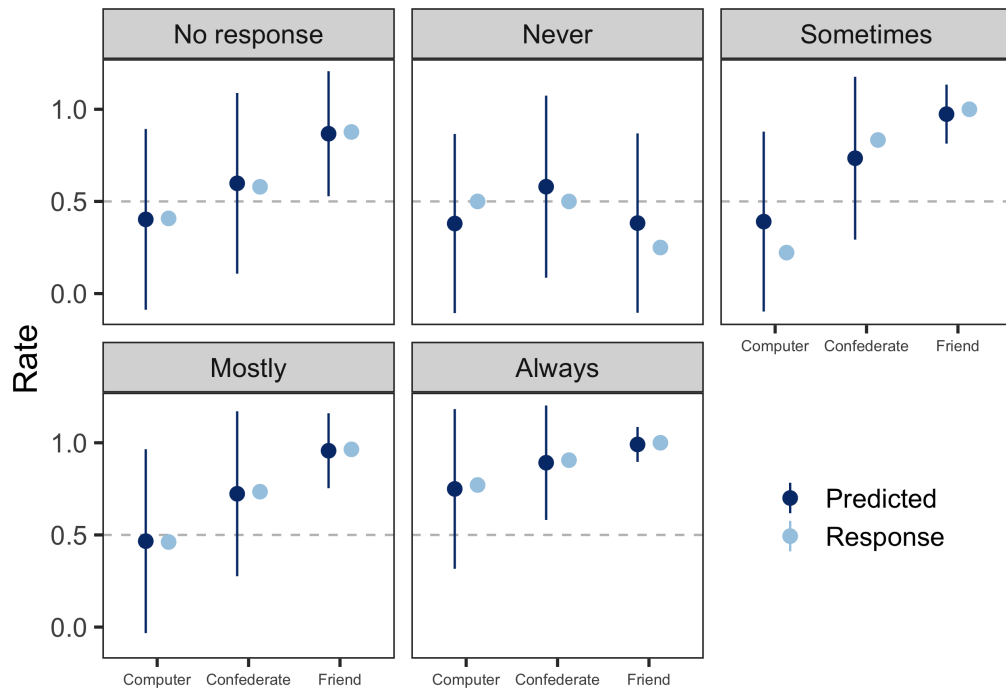 No response
Never
Sometimes
1.0
0.5
0.0
Computer Confederate Friend
Rate
Mostly
Always
1.0
0.5
0.0
Predicted
Response
Computer Confederate Friend
Computer Confederate Friend